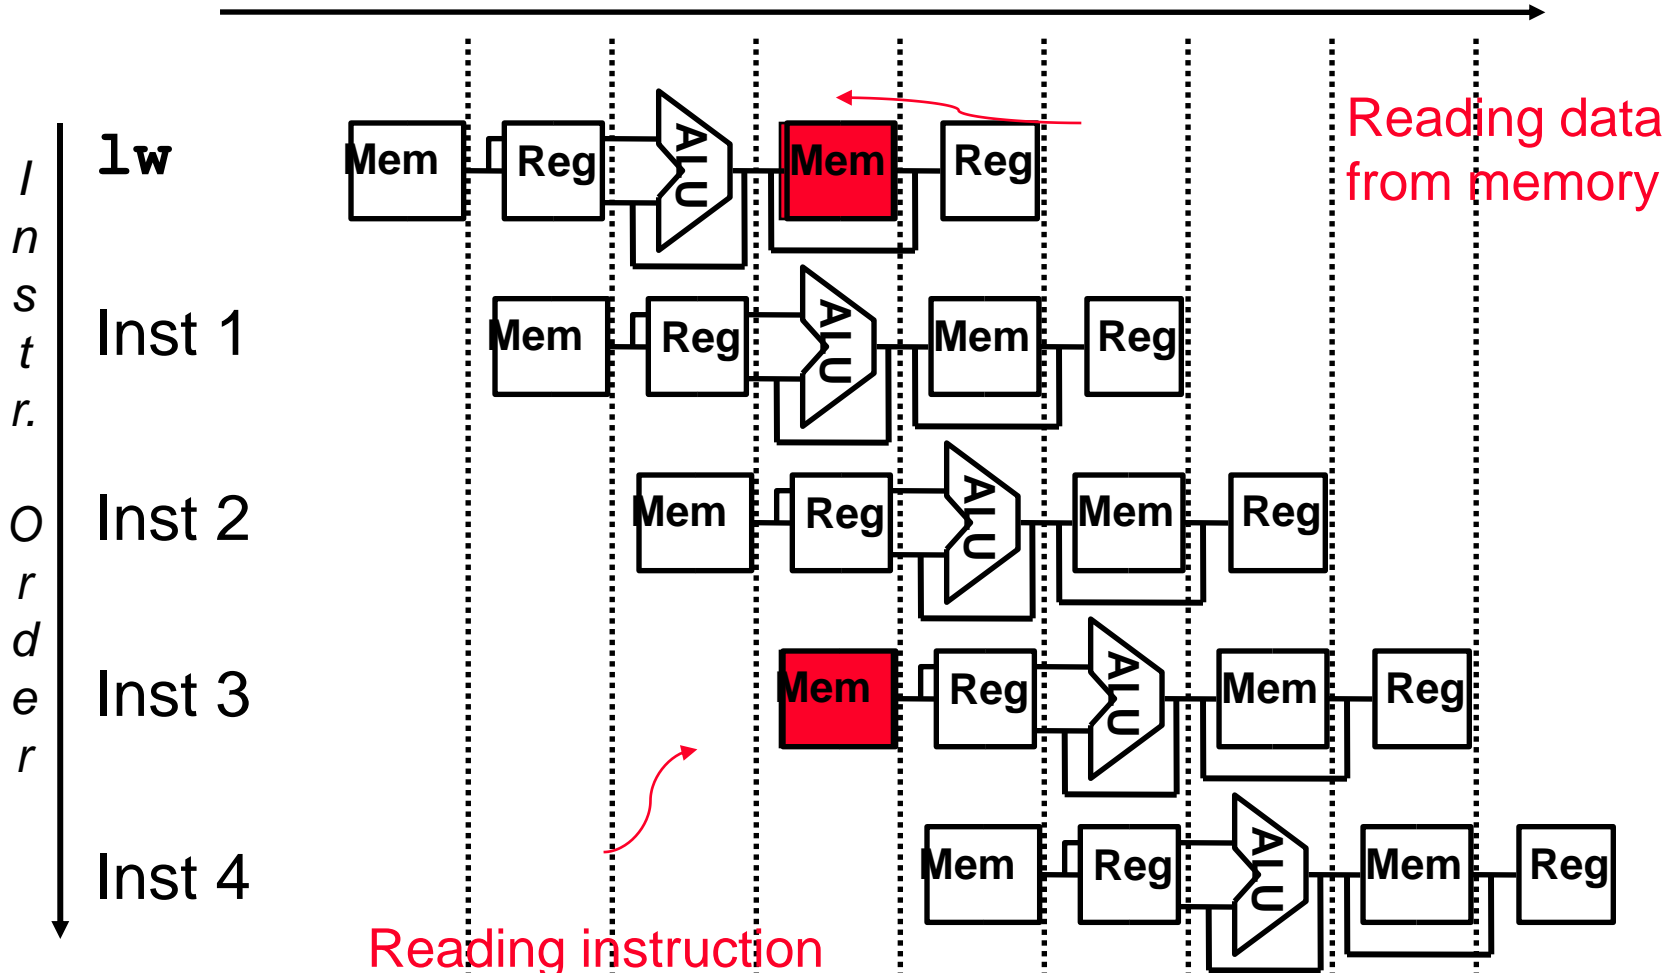 Reading data
from memory
lw
Mem Reg ALU Mem Reg
Inst 1
Mem Reg ALU Mem Reg
Inst 2
Mem Reg ALU Mem Reg
Inst 3
Mem Reg ALU Mem Reg
Inst 4
Mem Reg ALU Mem Reg
Reading instruction
Instr. Order